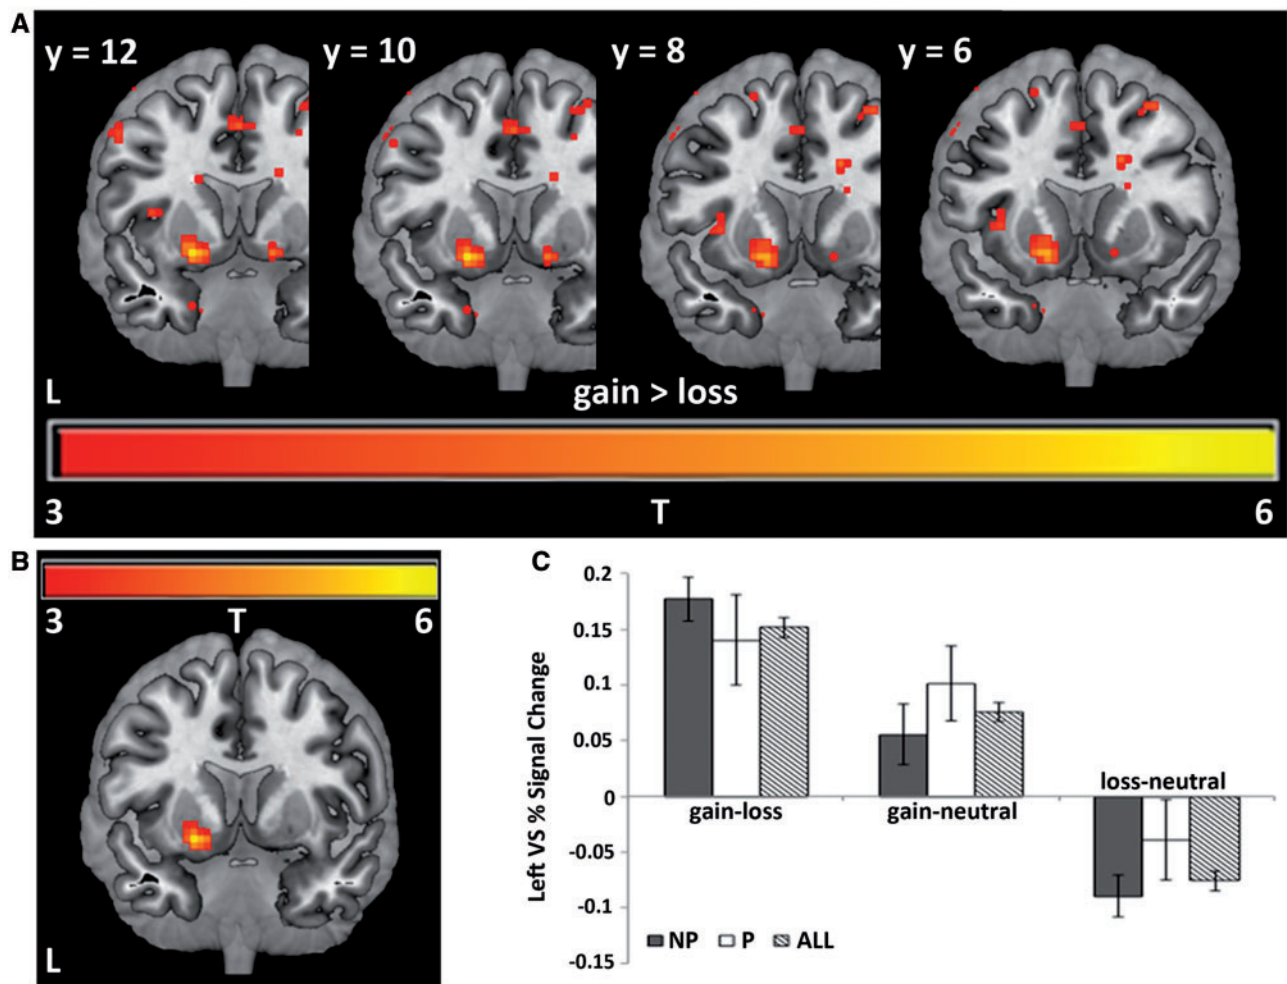 A
y = 12
y = 10
y = 8
y = 6
L
gain > loss
3
T
6
B
3
T
6
L
C
Left VS % Signal Change
0.2
0.15
0.1
0.05
0
-0.05
-0.1
-0.15
gain-loss
gain-neutral
loss-neutral
NP P ALL